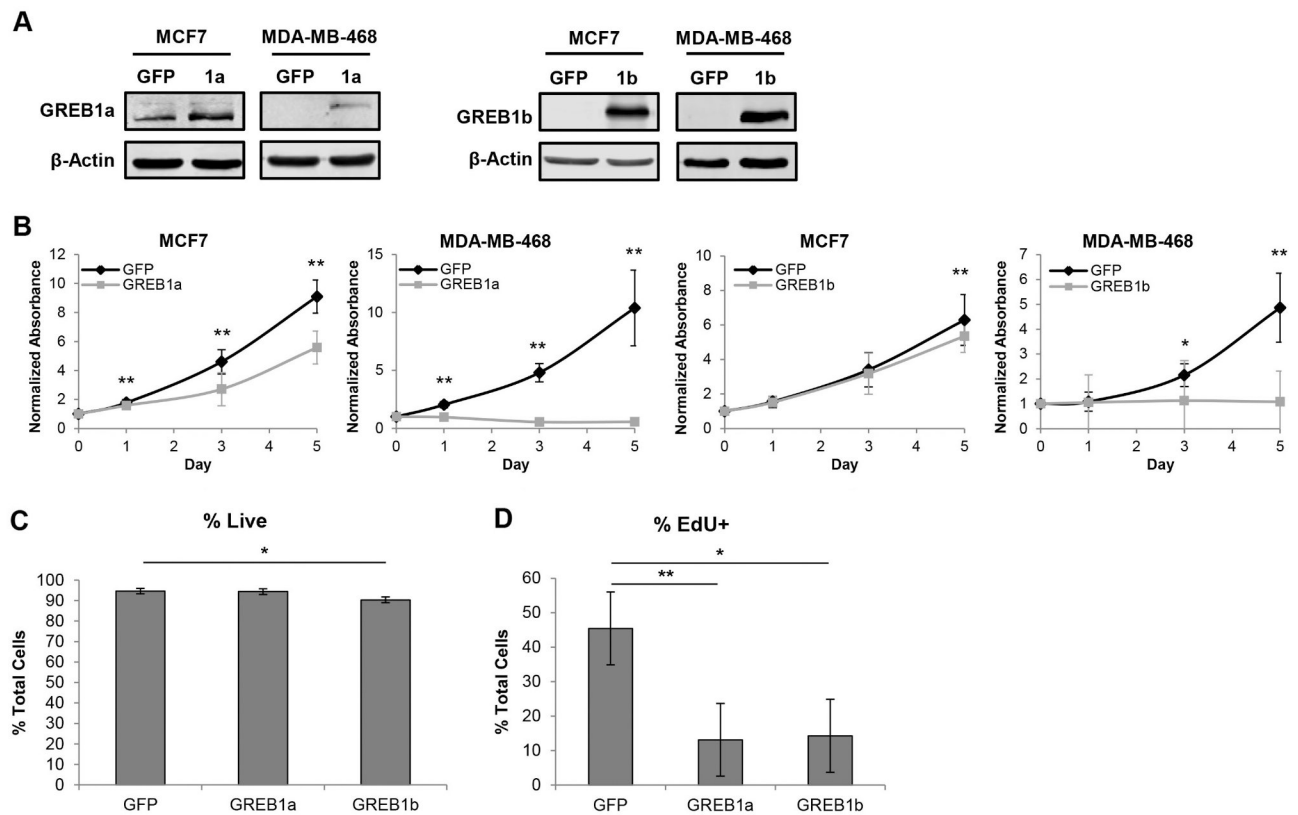 A
MCF7 MDA-MB-468
GFP 1a GFP 1a
GREB1a
β-Actin
MCF7 MDA-MB-468
GFP 1b GFP 1b
GREB1b
β-Actin
B
MCF7
Normalized Absorbance
12
10
8
6
4
2
0
GFP
GREB1a
**
**
**
0 1 2 3 4 5
Day
MDA-MB-468
Normalized Absorbance
15
10
5
0
GFP
GREB1a
**
**
**
0 1 2 3 4 5
Day
MCF7
Normalized Absorbance
10
8
6
4
2
0
GFP
GREB1b
**
0 1 2 3 4 5
Day
MDA-MB-468
Normalized Absorbance
7
6
5
4
3
2
1
0
GFP
GREB1b
*
**
0 1 2 3 4 5
Day
C
% Live
*
% Total Cells
100
90
80
70
60
50
40
30
20
10
0
GFP GREB1a GREB1b
D
% EdU+
*
**
% Total Cells
60
50
40
30
20
10
0
GFP GREB1a GREB1b